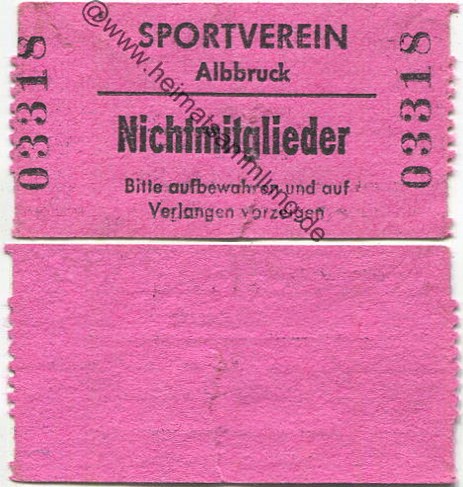 SPORTVEREIN
Albbruck
Nichtmitglieder
Bitte aufbewahren und auf
Verlangen vorzeigen
03318
03318
@www.heimatsammlung.de